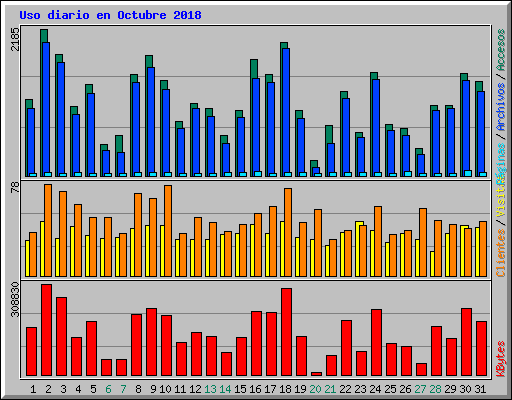 Uso diario en Octubre 2018
2185
78
308830
Clientes / Visitas
Páginas / Archivos / Accesos
KBytes
1 2 3 4 5 6 7 8 9 10 11 12 13 14 15 16 17 18 19 20 21 22 23 24 25 26 27 28 29 30 31